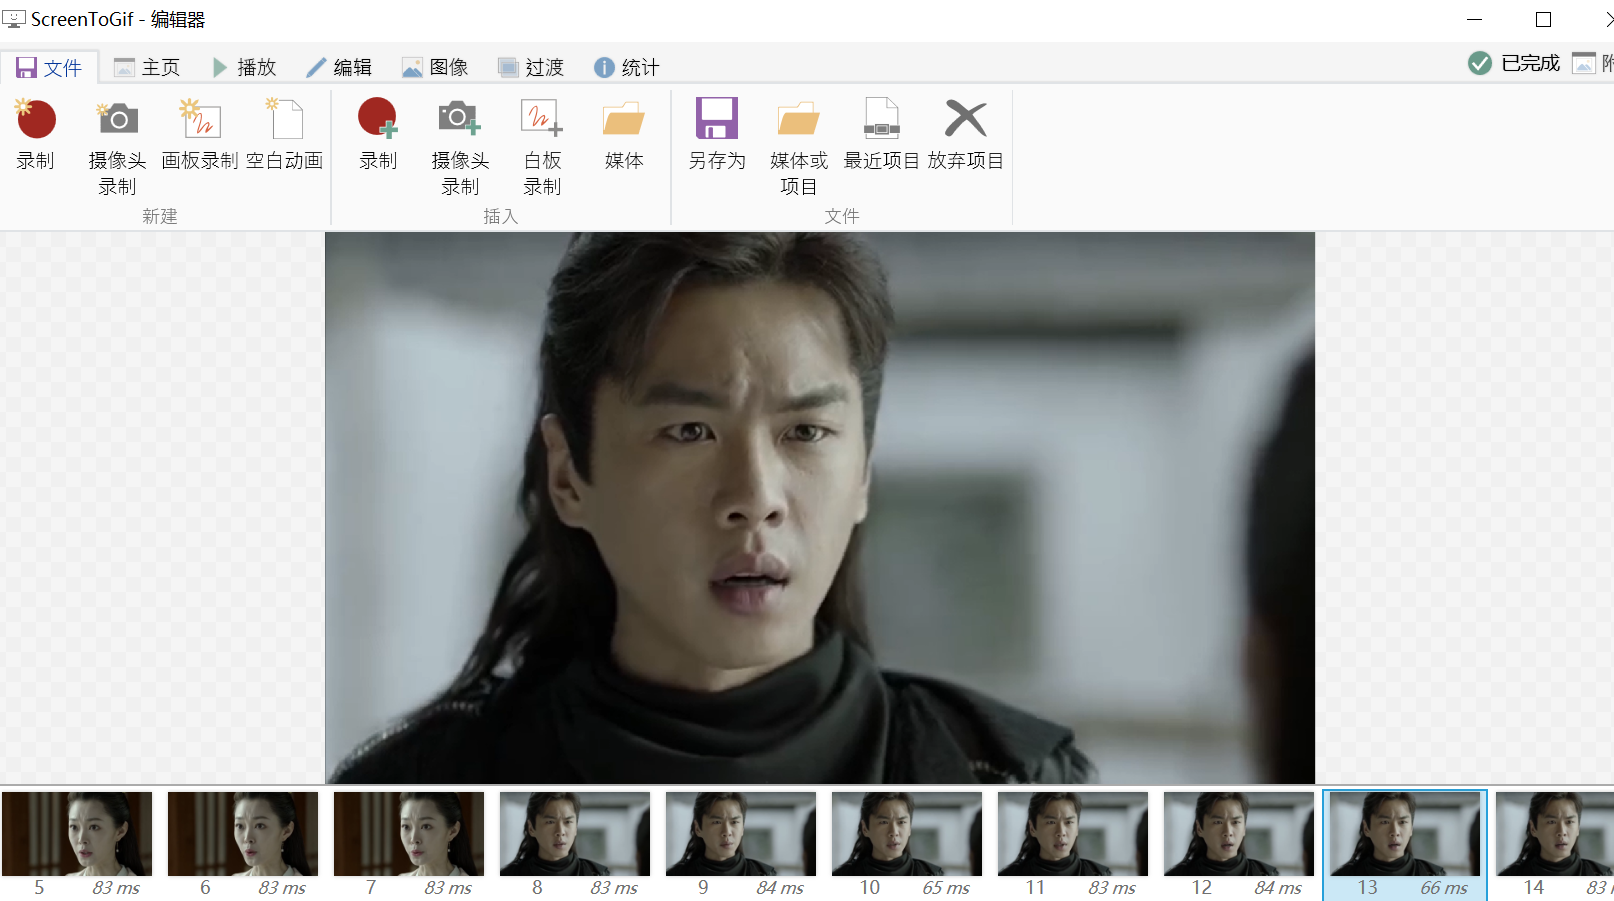 ScreenToGif - 编辑器
文件 主页 播放 编辑 图像 过渡 统计 已完成
录制 摄像头录制 画板录制 空白动画 录制 摄像头录制 白板录制 媒体 另存为 媒体或项目 最近项目 放弃项目
新建 插入 文件
5 83 ms 6 83 ms 7 83 ms 8 83 ms 9 84 ms 10 65 ms 11 83 ms 12 84 ms 13 66 ms 14 83